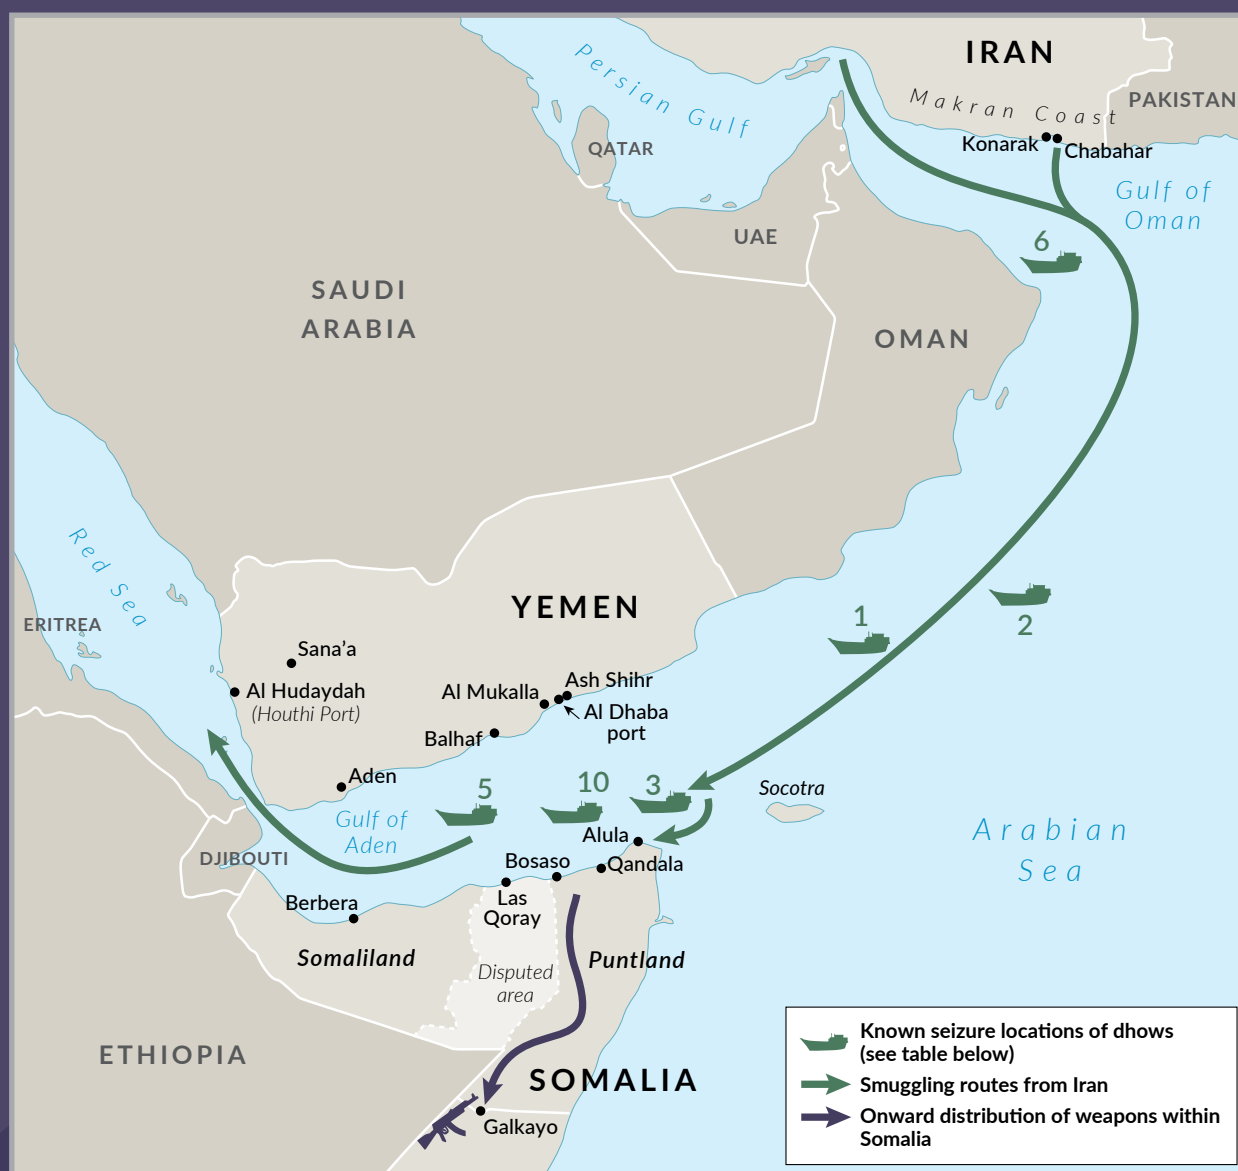 IRAN
Persian Gulf
Makran Coast
PAKISTAN
Konarak
Chabahar
QATAR
Gulf of
Oman
UAE
6
SAUDI
ARABIA
OMAN
Red Sea
YEMEN
1
2
ERITREA
Sana’a
Al Hudaydah
(Houthi Port)
Al Mukalla
Ash Shihr
Al Dhaba
port
Balhaf
Aden
5
10
3
Socotra
Gulf of
Aden
Alula
Arabian
Sea
DJIBOUTI
Bosaso
Qandala
Berbera
Las
Qoray
Somaliland
Puntland
Disputed
area
ETHIOPIA
SOMALIA
Galkayo
Known seizure locations of dhows
(see table below)
Smuggling routes from Iran
Onward distribution of weapons within
Somalia